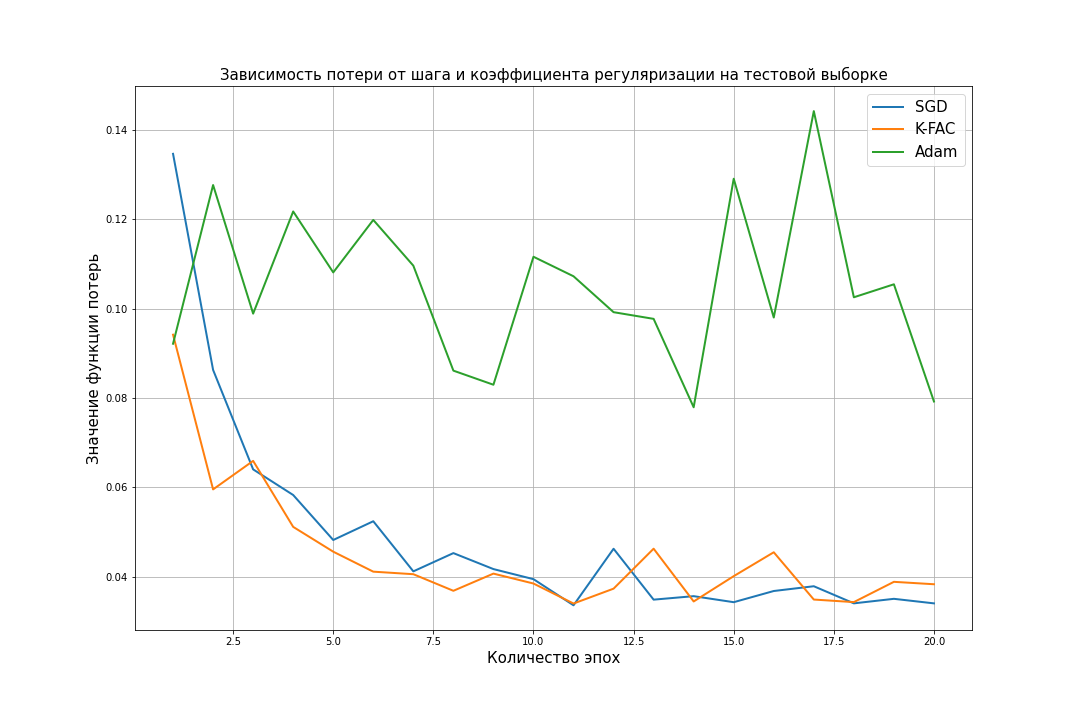 Зависимость потери от шага и коэффициента регуляризации на тестовой выборке
SGD
K-FAC
Adam
Значение функции потерь
0.14
0.12
0.10
0.08
0.06
0.04
2.5
5.0
7.5
10.0
12.5
15.0
17.5
20.0
Количество эпох